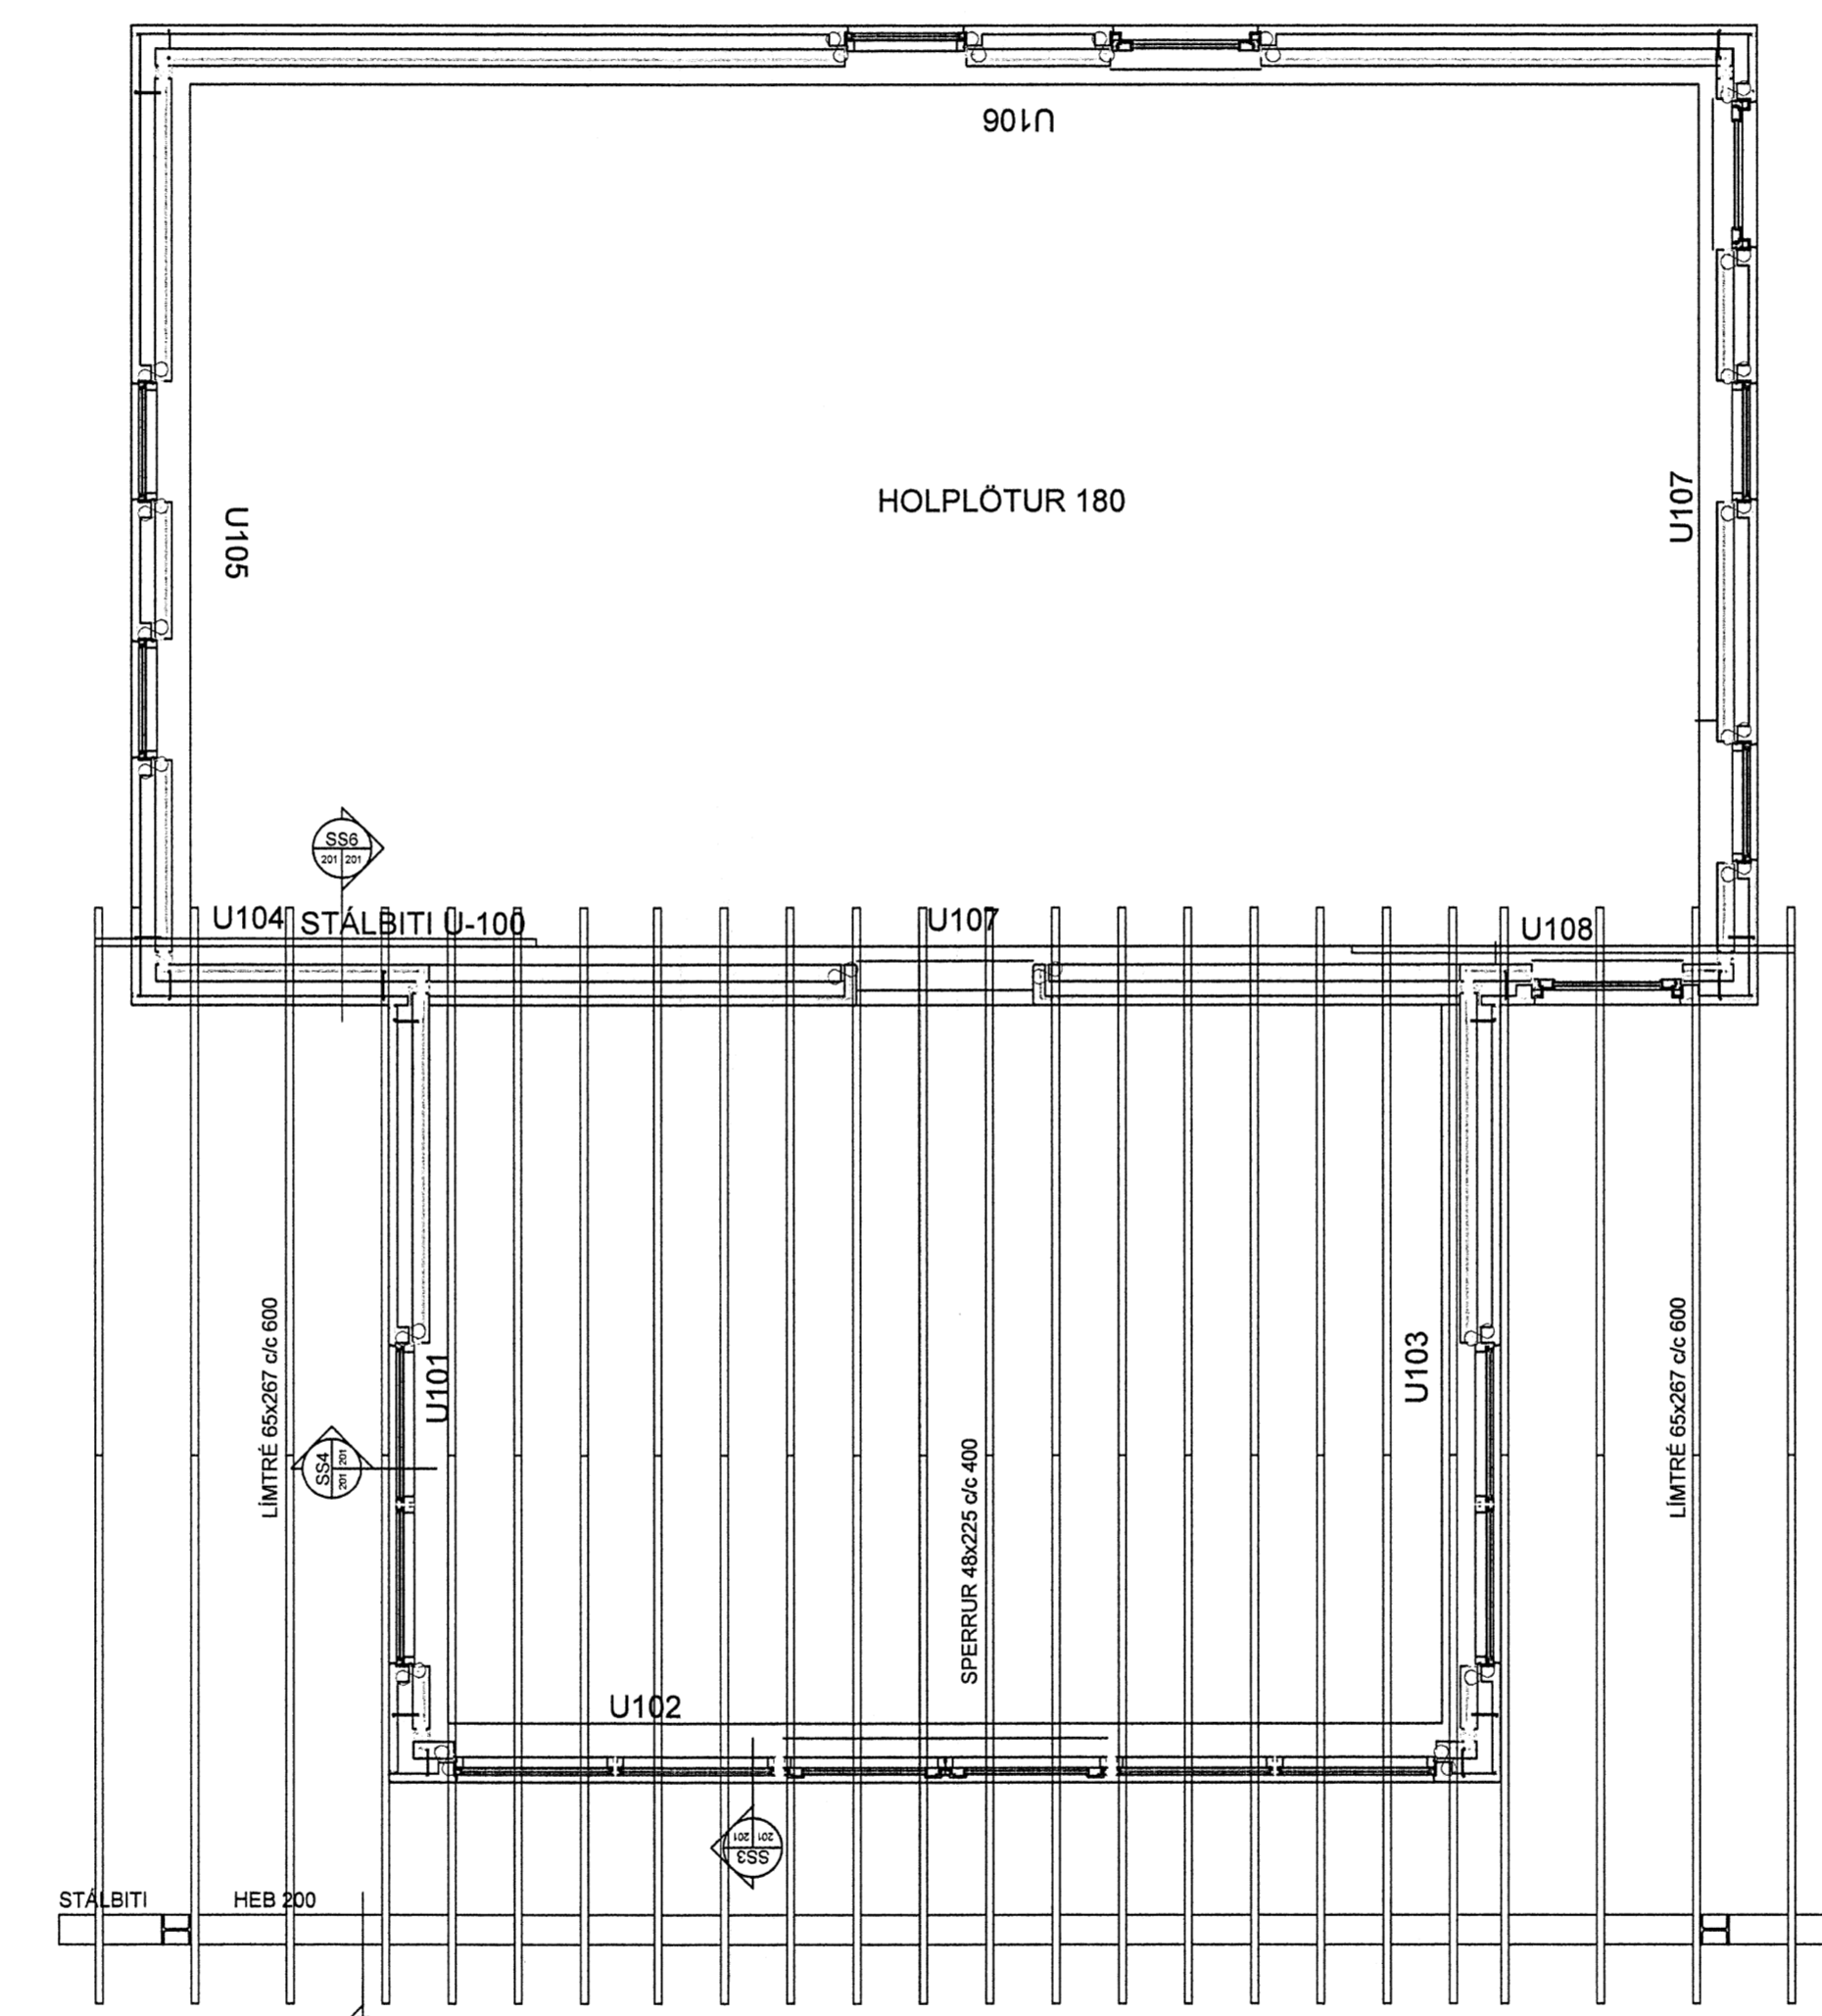 U106
HOLPLÖTUR 180
U105
U107
SS6
201 201
U104
STÁLBITI U-100
U107
U108
LÍMTRÉ 65x267 c/c 600
U101
U103
LÍMTRÉ 65x267 c/c 600
SS4
201 201
SPERRUR 48x225 c/c 400
U102
SS3
201 201
STÁLBITI HEB 200